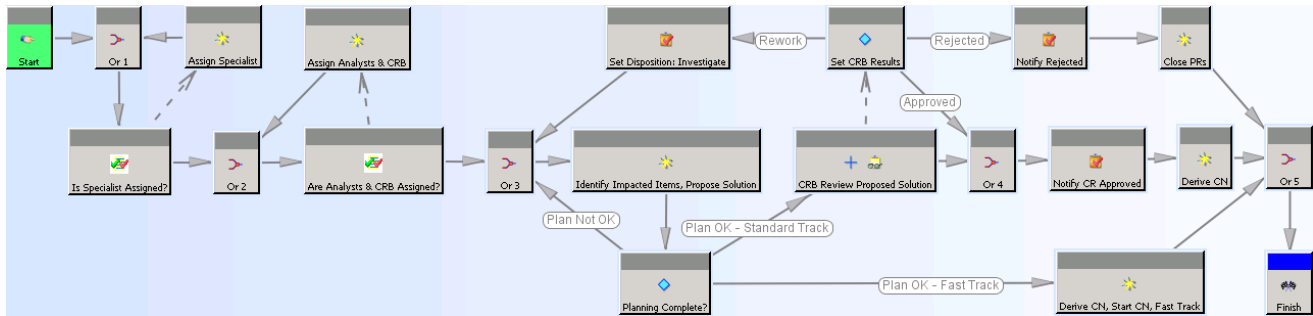 Start
Or 1
Assign Specialist
Assign Analysts & CRB
Set Disposition: Investigate
Rework
Set CRB Results
Rejected
Notify Rejected
Close PRs
Approved
Is Specialist Assigned?
Or 2
Are Analysts & CRB Assigned?
Or 3
Identify Impacted Items, Propose Solution
CRB Review Proposed Solution
Or 4
Notify CR Approved
Derive CN
Or 5
Plan Not OK
Plan OK - Standard Track
Planning Complete?
Plan OK - Fast Track
Derive CN, Start CN, Fast Track
Finish